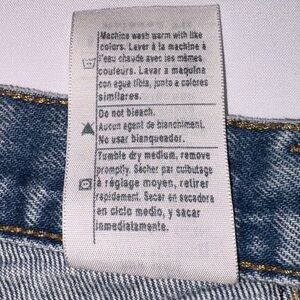 Machine wash warm with like
colors. Laver à la machine à
l'eau chaude avec les mêmes
couleurs. Lavar a maquina
con agua tibia, junto a colores
similares.
Do not bleach.
Aucun agent de blanchiment.
No usar blanqueador.
Tumble dry medium, remove
promptly. Sécher par culbutage
à réglage moyen, retirer
rapidement. Secar en secadora
en ciclo medio, y sacar
inmediatamente.